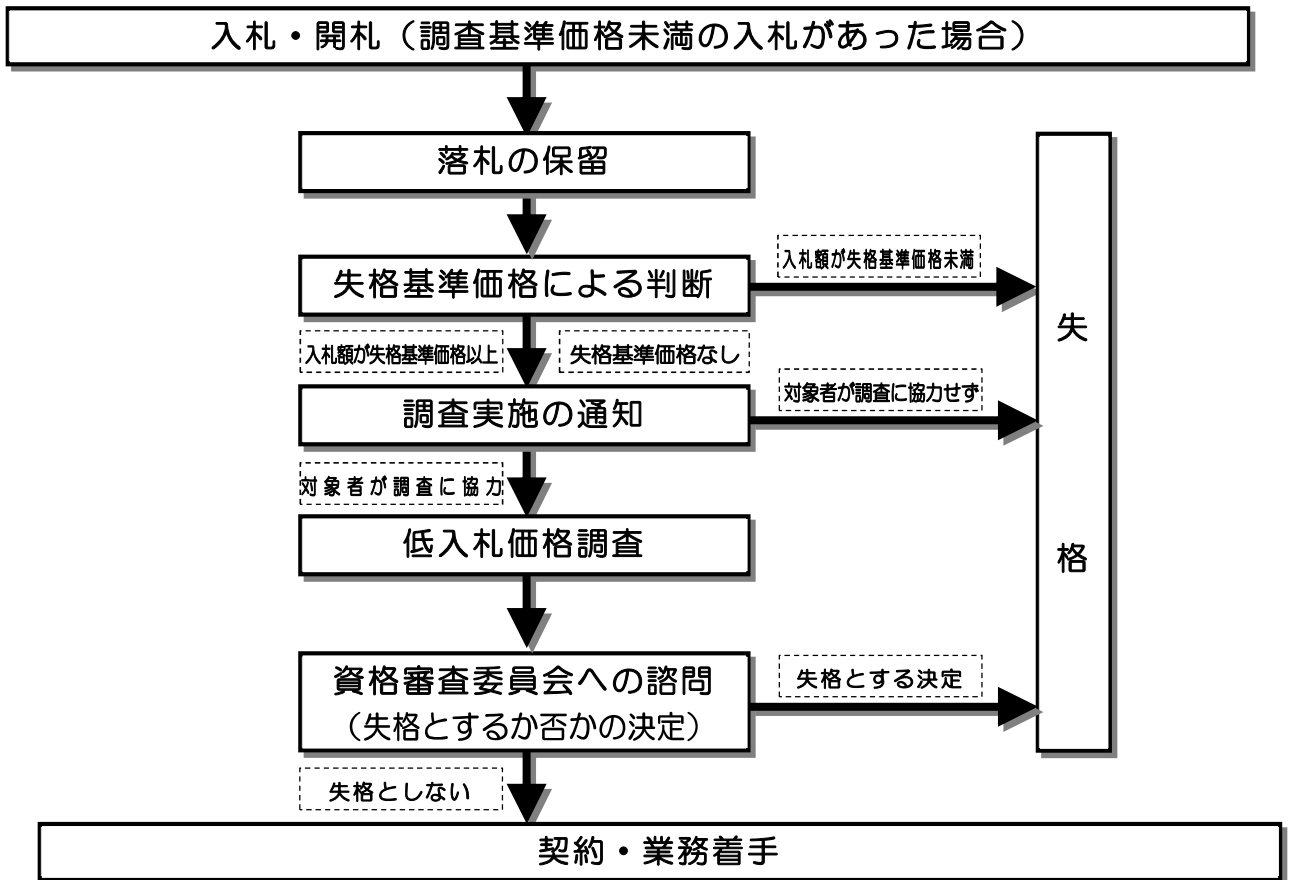 入札・開札（調査基準価格未満の入札があった場合）
落札の保留
失格基準価格による判断
入札額が失格基準価格未満
入札額が失格基準価格以上
失格基準価格なし
調査実施の通知
対象者が調査に協力せず
対象者が調査に協力
低入札価格調査
資格審査委員会への諮問
（失格とするか否かの決定）
失格とする決定
失格としない
失格
契約・業務着手